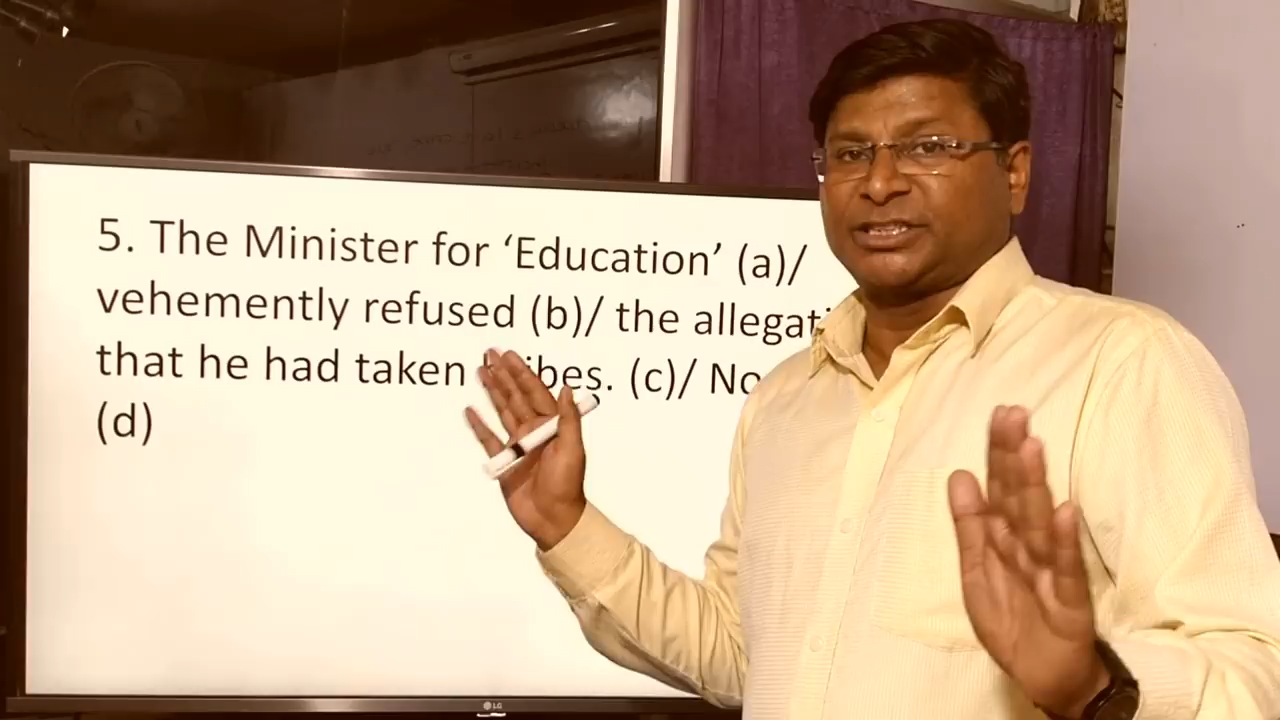 5. The Minister for ‘Education’ (a)/
vehemently refused (b)/ the
that he had taken (c)/
(d)
LG